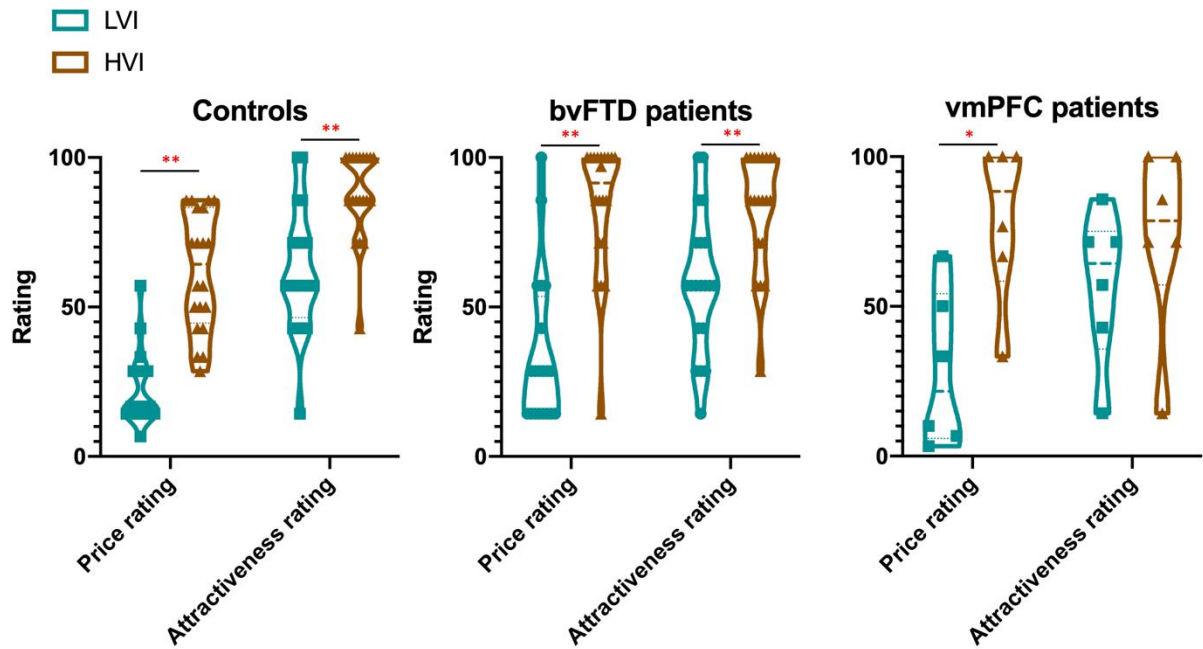 LVI
HVI
Controls
bvFTD patients
vmPFC patients
** ** ** ** *
100 100 100
50 50 50
0 0 0
Rating Rating Rating
Price rating Attractiveness rating Price rating Attractiveness rating Price rating Attractiveness rating